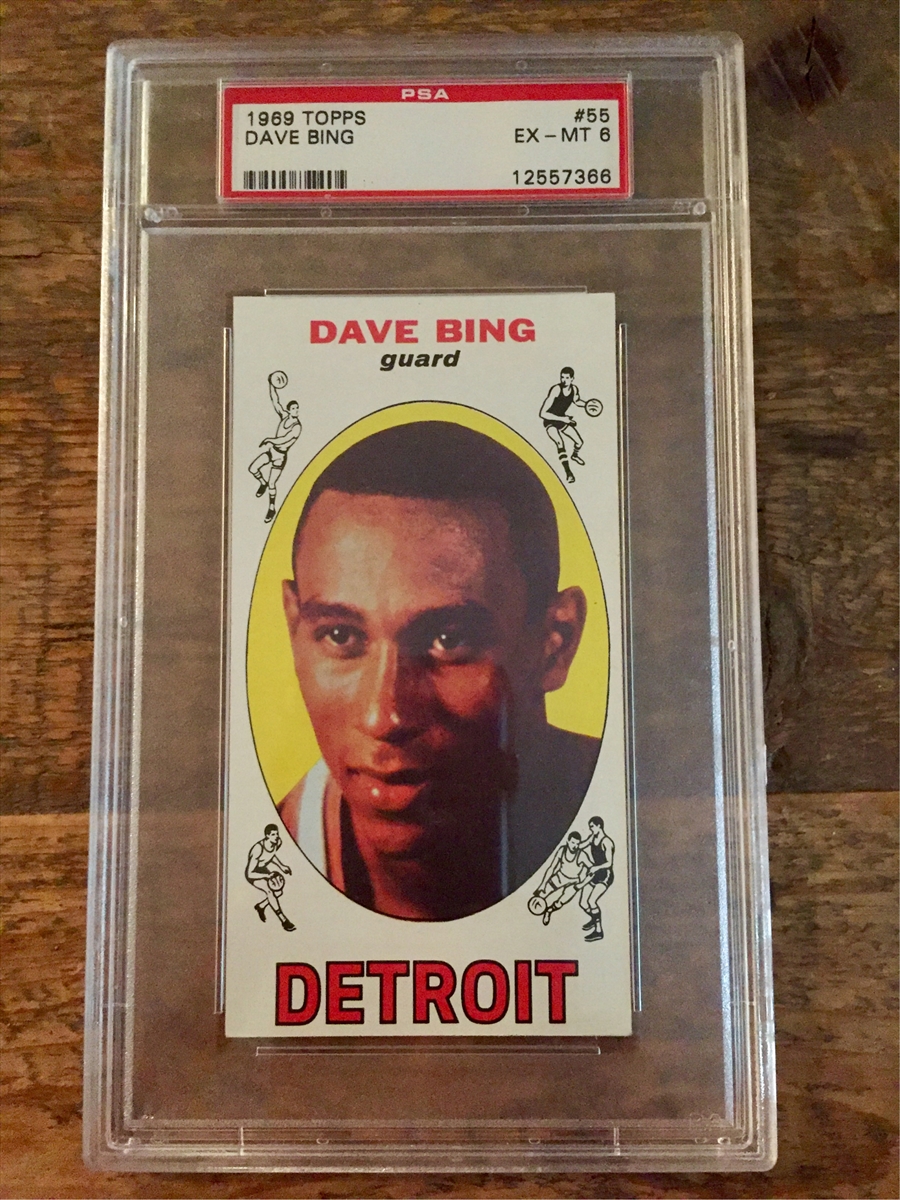 PSA
1969 TOPPS #55
DAVE BING EX – MT 6
12557366
DAVE BING
guard
DETROIT